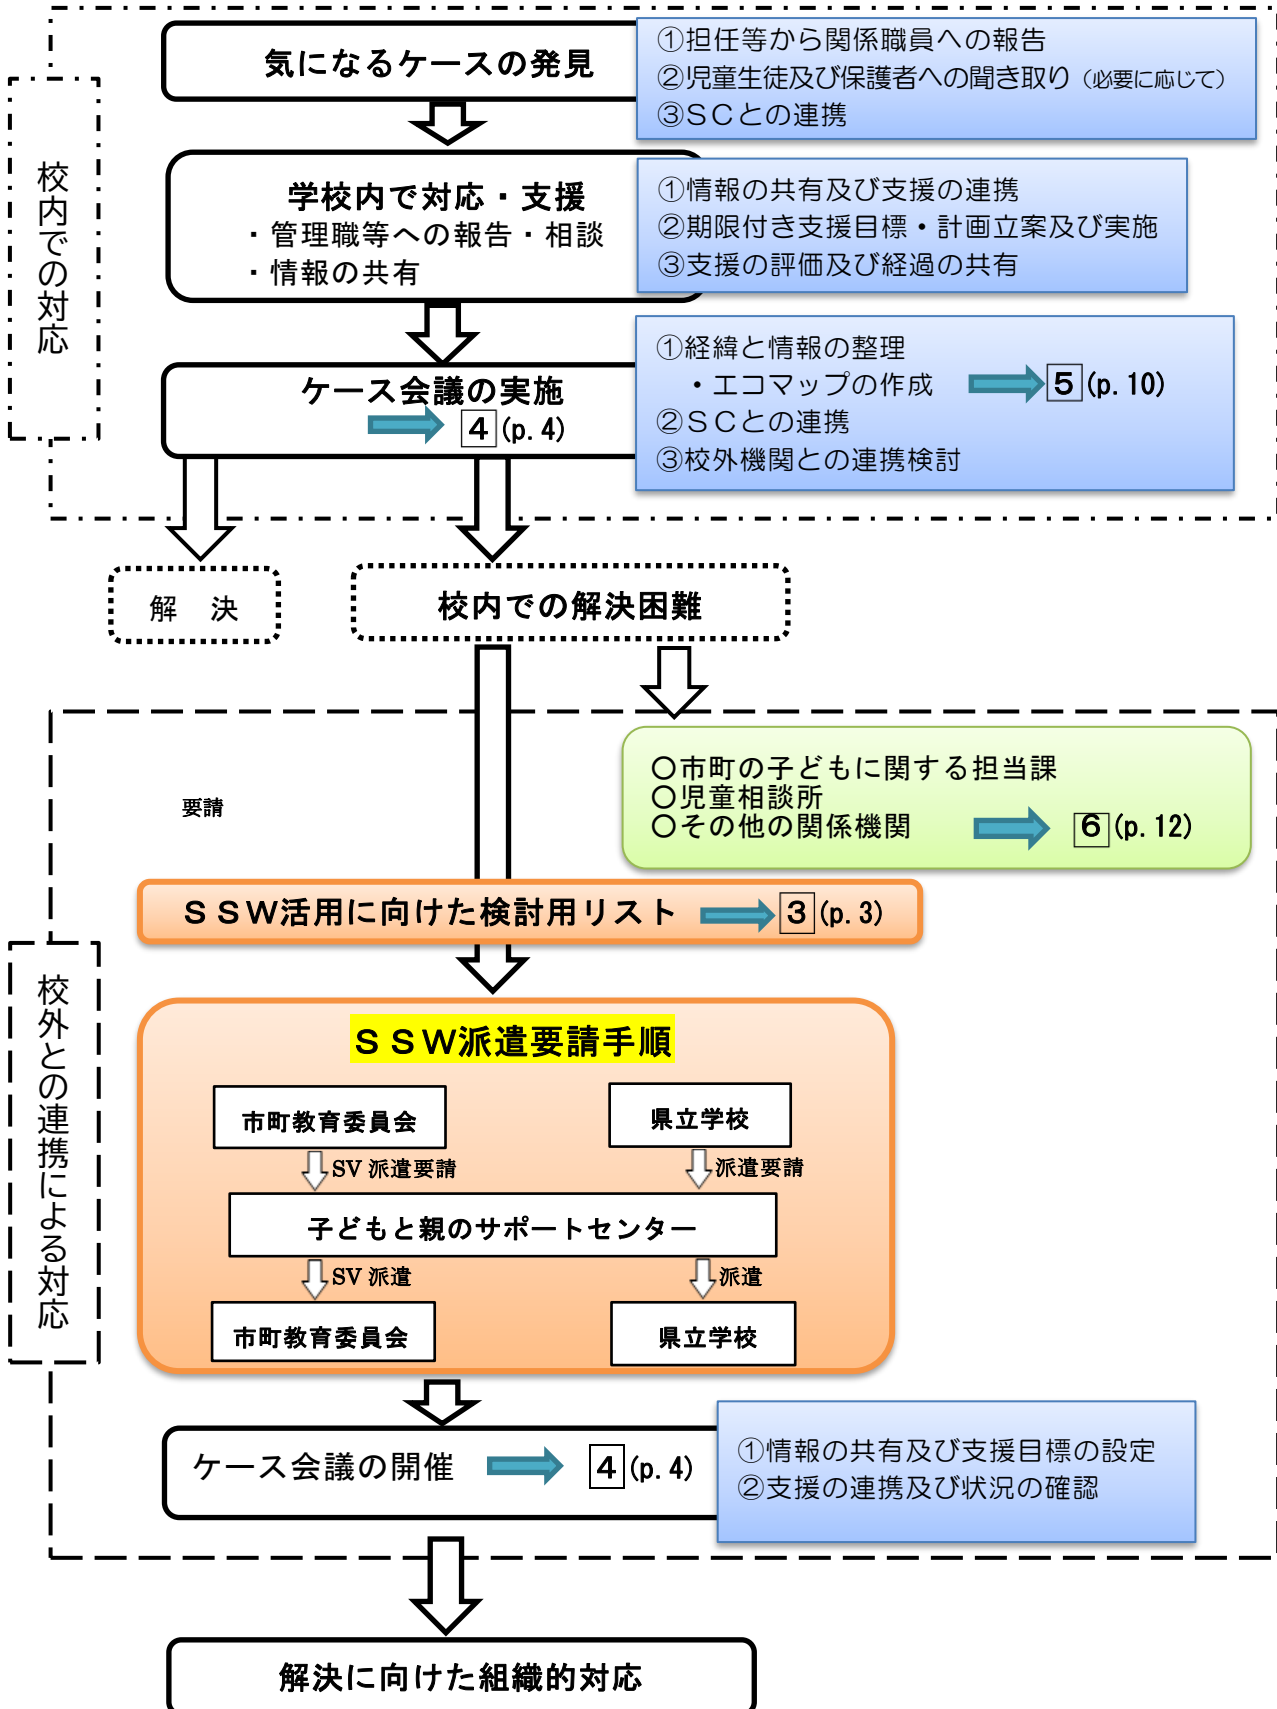 気になるケースの発見
①担任等から関係職員への報告
②児童生徒及び保護者への聞き取り（必要に応じて）
③ＳＣとの連携
校内での対応
学校内で対応・支援
・管理職等への報告・相談
・情報の共有
①情報の共有及び支援の連携
②期限付き支援目標・計画立案及び実施
③支援の評価及び経過の共有
ケース会議の実施
4 (p. 4)
①経緯と情報の整理
・エコマップの作成 5 (p. 10)
②ＳＣとの連携
③校外機関との連携検討
解　決
校内での解決困難
○市町の子どもに関する担当課
○児童相談所
○その他の関係機関 6 (p. 12)
要請
ＳＳＷ活用に向けた検討用リスト 3 (p. 3)
校外との連携による対応
ＳＳＷ派遣要請手順
市町教育委員会
県立学校
SV 派遣要請
派遣要請
子どもと親のサポートセンター
SV 派遣
派遣
市町教育委員会
県立学校
ケース会議の開催 4 (p. 4)
①情報の共有及び支援目標の設定
②支援の連携及び状況の確認
解決に向けた組織的対応